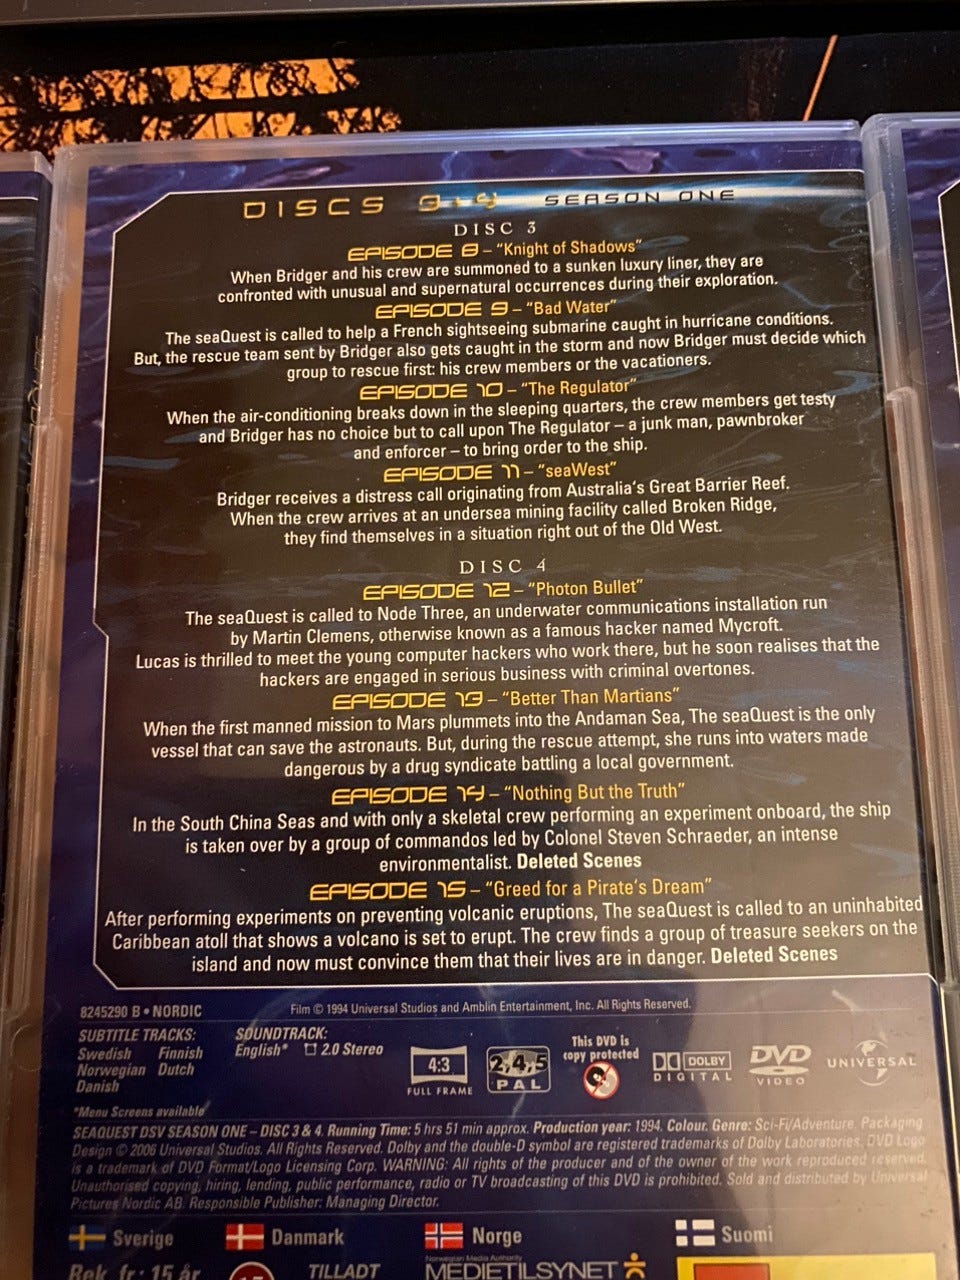 DISCS 3+4 SEASON ONE
DISC 3
EPISODE 8 – "Knight of Shadows"
When Bridger and his crew are summoned to a sunken luxury liner, they are
confronted with unusual and supernatural occurrences during their exploration.
EPISODE 9 – "Bad Water"
The seaQuest is called to help a French sightseeing submarine caught in hurricane conditions.
But, the rescue team sent by Bridger also gets caught in the storm and now Bridger must decide which
group to rescue first: his crew members or the vacationers.
EPISODE 10 – "The Regulator"
When the air-conditioning breaks down in the sleeping quarters, the crew members get testy
and Bridger has no choice but to call upon The Regulator – a junk man, pawnbroker
and enforcer – to bring order to the ship.
EPISODE 11 – "seaWest"
Bridger receives a distress call originating from Australia's Great Barrier Reef.
When the crew arrives at an undersea mining facility called Broken Ridge,
they find themselves in a situation right out of the Old West.
DISC 4
EPISODE 12 – "Photon Bullet"
The seaQuest is called to Node Three, an underwater communications installation run
by Martin Clemens, otherwise known as a famous hacker named Mycroft.
Lucas is thrilled to meet the young computer hackers who work there, but he soon realises that the
hackers are engaged in serious business with criminal overtones.
EPISODE 13 – "Better Than Martians"
When the first manned mission to Mars plummets into the Andaman Sea, The seaQuest is the only
vessel that can save the astronauts. But, during the rescue attempt, she runs into waters made
dangerous by a drug syndicate battling a local government.
EPISODE 14 – "Nothing But the Truth"
In the South China Seas and with only a skeletal crew performing an experiment onboard, the ship
is taken over by a group of commandos led by Colonel Steven Schraeder, an intense
environmentalist. Deleted Scenes
EPISODE 15 – "Greed for a Pirate's Dream"
After performing experiments on preventing volcanic eruptions, The seaQuest is called to an uninhabited
Caribbean atoll that shows a volcano is set to erupt. The crew finds a group of treasure seekers on the
island and now must convince them that their lives are in danger. Deleted Scenes
8245290 B • NORDIC Film © 1994 Universal Studios and Amblin Entertainment, Inc. All Rights Reserved.
SUBTITLE TRACKS:
Swedish Finnish
Norwegian Dutch
Danish
SOUNDTRACK:
English* 2.0 Stereo
4:3
FULL FRAME
2,4,5
PAL
This DVD is
copy protected
DOLBY
DIGITAL
DVD
VIDEO
UNIVERSAL
*Menu Screens available
SEAQUEST DSV SEASON ONE – DISC 3 & 4. Running Time: 5 hrs 51 min approx. Production year: 1994. Colour. Genre: Sci-Fi/Adventure. Packaging
Design © 2006 Universal Studios. All Rights Reserved. Dolby and the double-D symbol are registered trademarks of Dolby Laboratories. DVD Logo
is a trademark of DVD Format/Logo Licensing Corp. WARNING: All rights of the producer and of the owner of the work reproduced reserved.
Unauthorised copying, hiring, lending, public performance, radio or TV broadcasting of this DVD is prohibited. Sold and distributed by Universal
Pictures Nordic AB. Responsible Publisher: Managing Director.
Sverige Danmark Norge Suomi
Rek. fr: 15 år
15
TILLADT
Norwegian Media Authority
MEDIETILSYNET